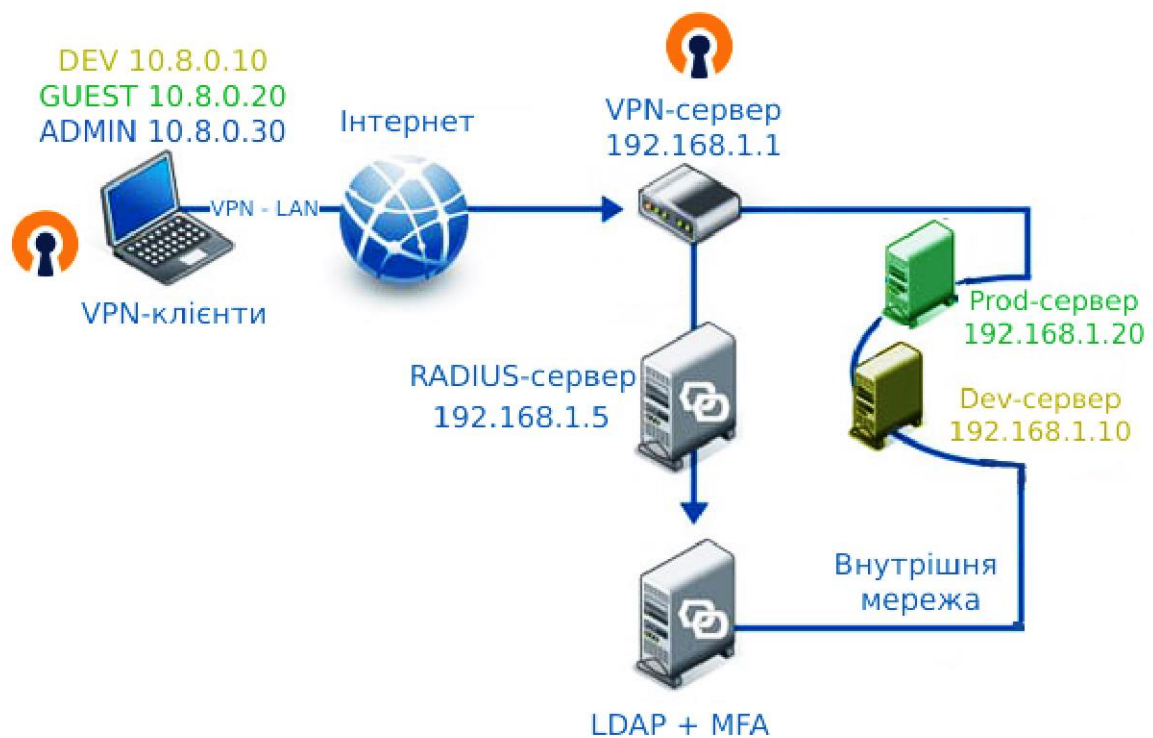 DEV 10.8.0.10
GUEST 10.8.0.20
ADMIN 10.8.0.30
Інтернет
VPN-сервер
192.168.1.1
VPN - LAN
VPN-клієнти
Prod-сервер
192.168.1.20
RADIUS-сервер
192.168.1.5
Dev-сервер
192.168.1.10
Внутрішня
мережа
LDAP + MFA